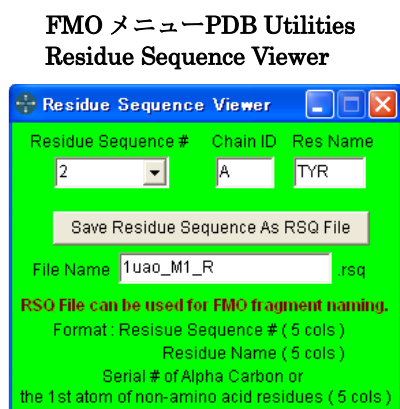 FMO メニューPDB Utilities
Residue Sequence Viewer
Residue Sequence Viewer
Residue Sequence # Chain ID Res Name
2 A TYR
Save Residue Sequence As RSQ File
File Name 1uao_M1_R .rsq
RSQ File can be used for FMO fragment naming.
Format : Resisue Sequence # ( 5 cols )
Residue Name ( 5 cols )
Serial # of Alpha Carbon or
the 1st atom of non-amino acid residues ( 5 cols )